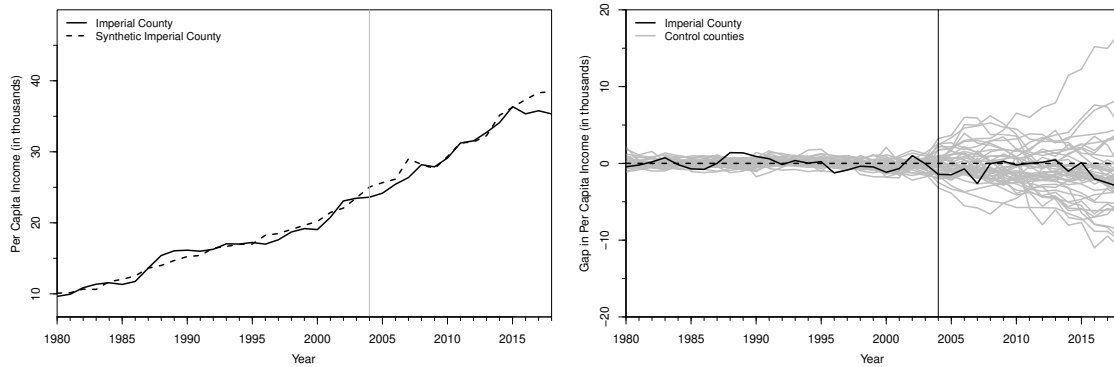 Imperial County
Synthetic Imperial County
Per Capita Income (in thousands)
40
30
20
10
1980 1985 1990 1995 2000 2005 2010 2015
Year
Imperial County
Control counties
Gap in Per Capita Income (in thousands)
20
10
0
−10
−20
1980 1985 1990 1995 2000 2005 2010 2015
Year